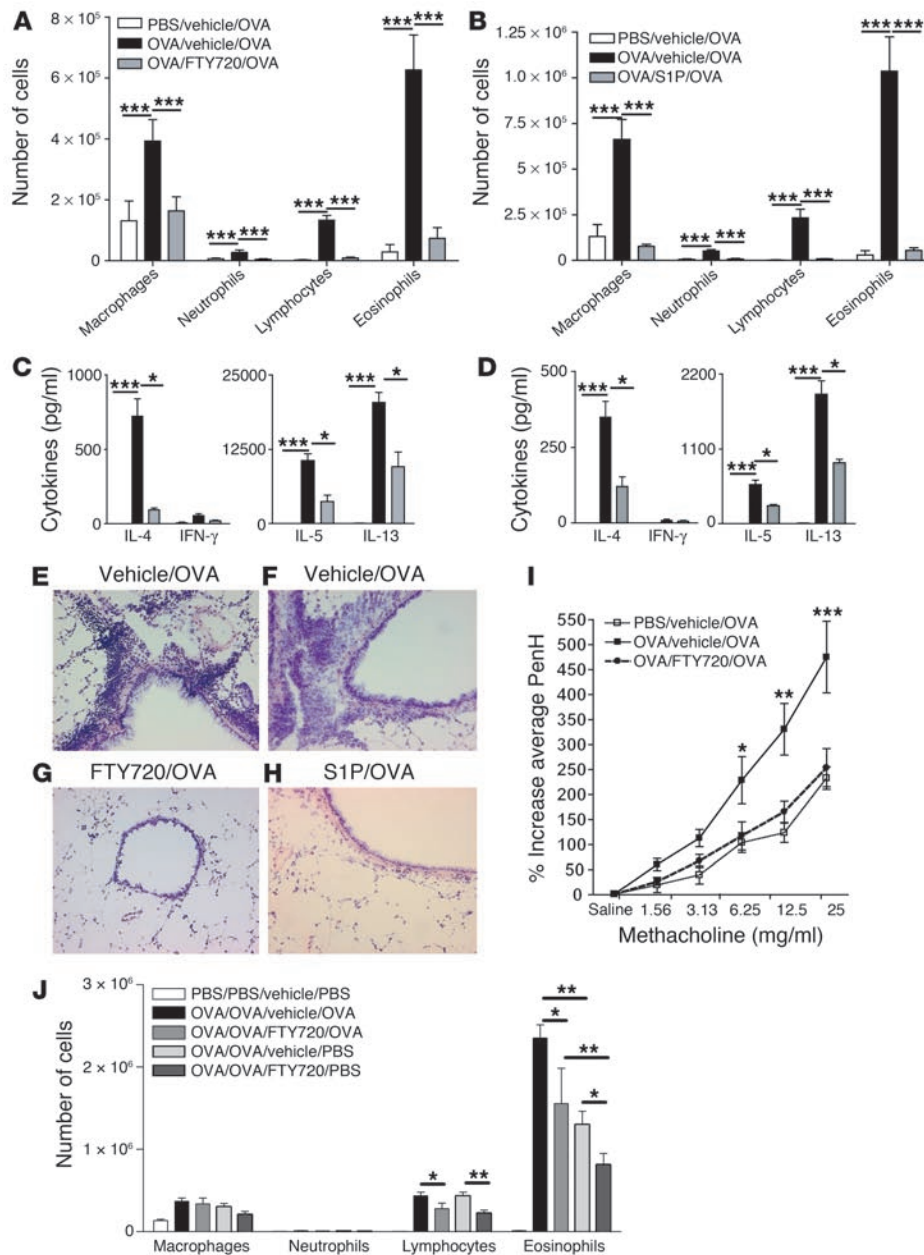 A
Number of cells
8 × 10⁵
6 × 10⁵
4 × 10⁵
2 × 10⁵
0
PBS/vehicle/OVA
OVA/vehicle/OVA
OVA/FTY720/OVA
*** ***
*** ***
*** ***
*** ***
Macrophages
Neutrophils
Lymphocytes
Eosinophils
B
Number of cells
1.25 × 10⁶
1.0 × 10⁶
7.5 × 10⁵
5.0 × 10⁵
2.5 × 10⁵
0
PBS/vehicle/OVA
OVA/vehicle/OVA
OVA/S1P/OVA
*** ***
*** ***
*** ***
*** ***
Macrophages
Neutrophils
Lymphocytes
Eosinophils
C
Cytokines (pg/ml)
1000
500
0
*** *
IL-4 IFN-γ
25000
12500
0
*** *
*** *
IL-5 IL-13
D
Cytokines (pg/ml)
500
250
0
*** *
IL-4 IFN-γ
2200
1100
0
*** *
*** *
IL-5 IL-13
E
Vehicle/OVA
F
Vehicle/OVA
G
FTY720/OVA
H
S1P/OVA
I
% Increase average PenH
550
500
450
400
350
300
250
200
150
100
50
0
PBS/vehicle/OVA
OVA/vehicle/OVA
OVA/FTY720/OVA
*
**
***
Saline 1.56 3.13 6.25 12.5 25
Methacholine (mg/ml)
J
Number of cells
3 × 10⁶
2 × 10⁶
1 × 10⁶
0
PBS/PBS/vehicle/PBS
OVA/OVA/vehicle/OVA
OVA/OVA/FTY720/OVA
OVA/OVA/vehicle/PBS
OVA/OVA/FTY720/PBS
* **
**
*
**
*
Macrophages Neutrophils Lymphocytes Eosinophils